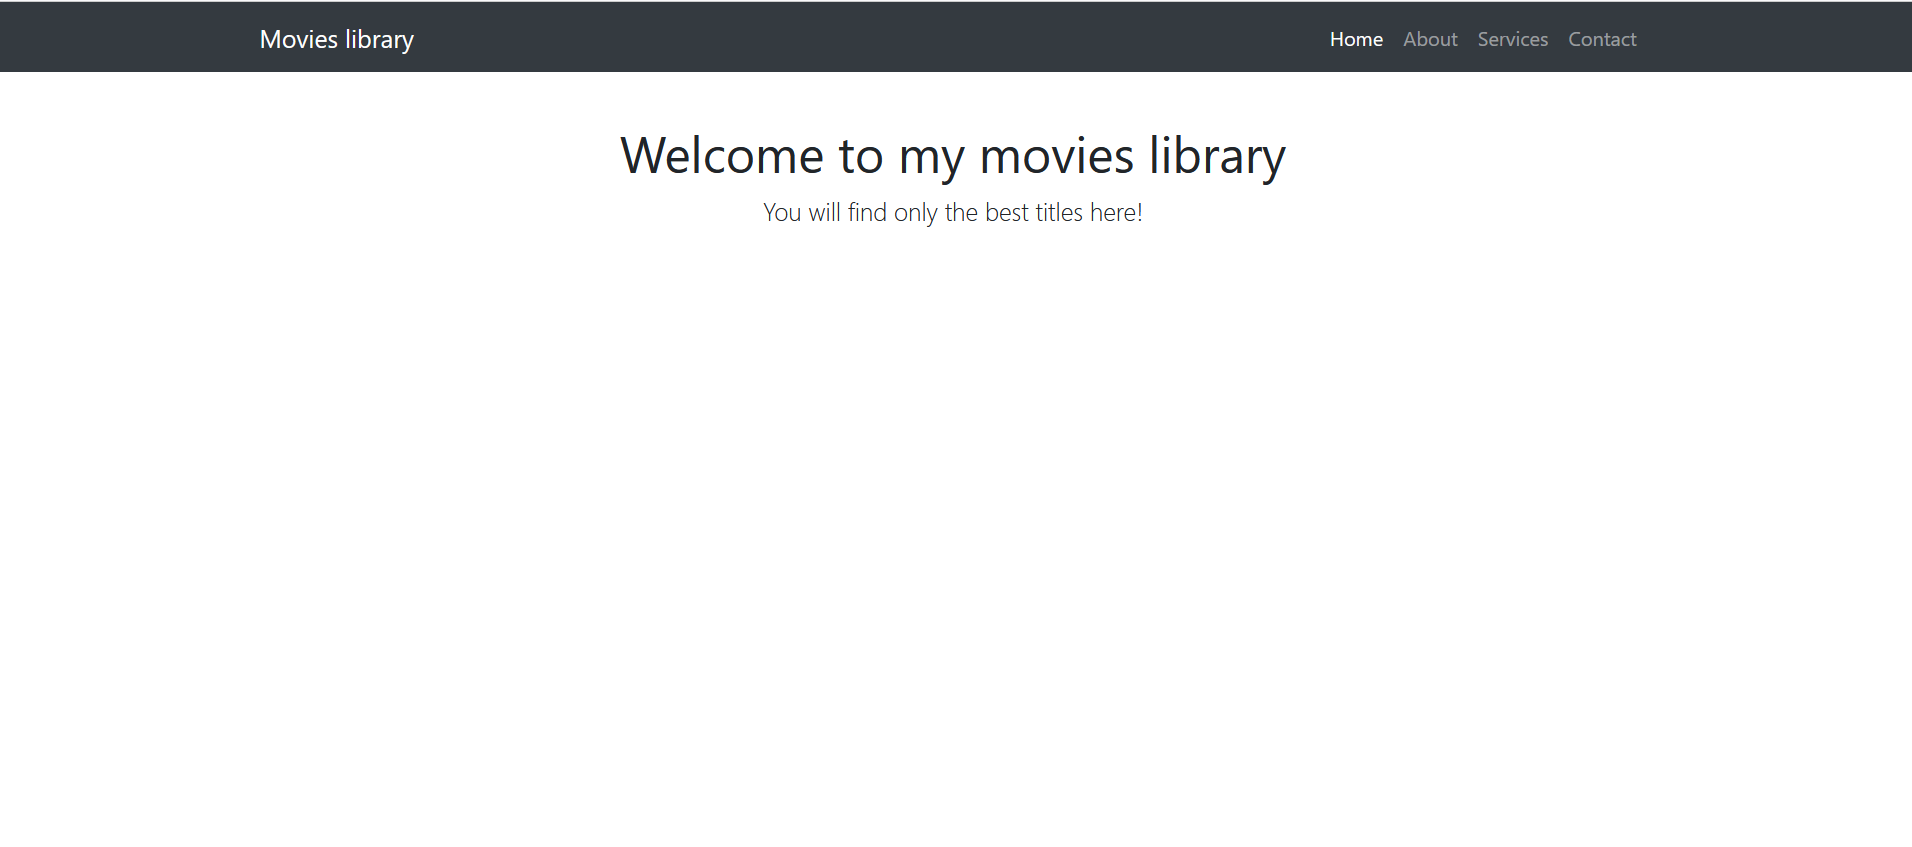 Movies library Home About Services Contact
Welcome to my movies library
You will find only the best titles here!